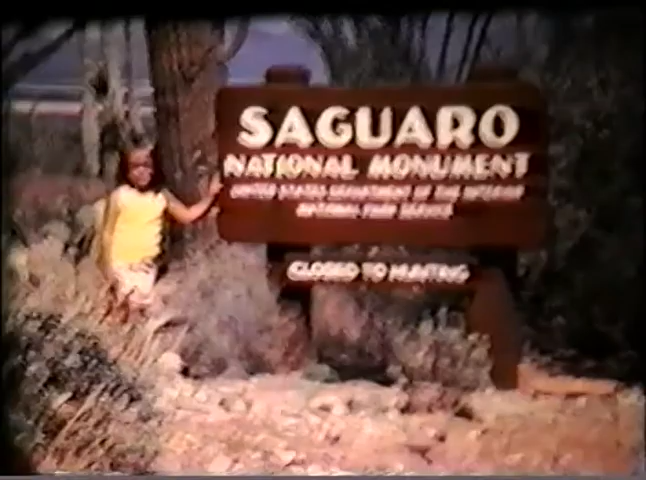 SAGUARO
NATIONAL MONUMENT
UNITED STATES DEPARTMENT OF THE INTERIOR
NATIONAL PARK SERVICE
CLOSED TO HUNTING